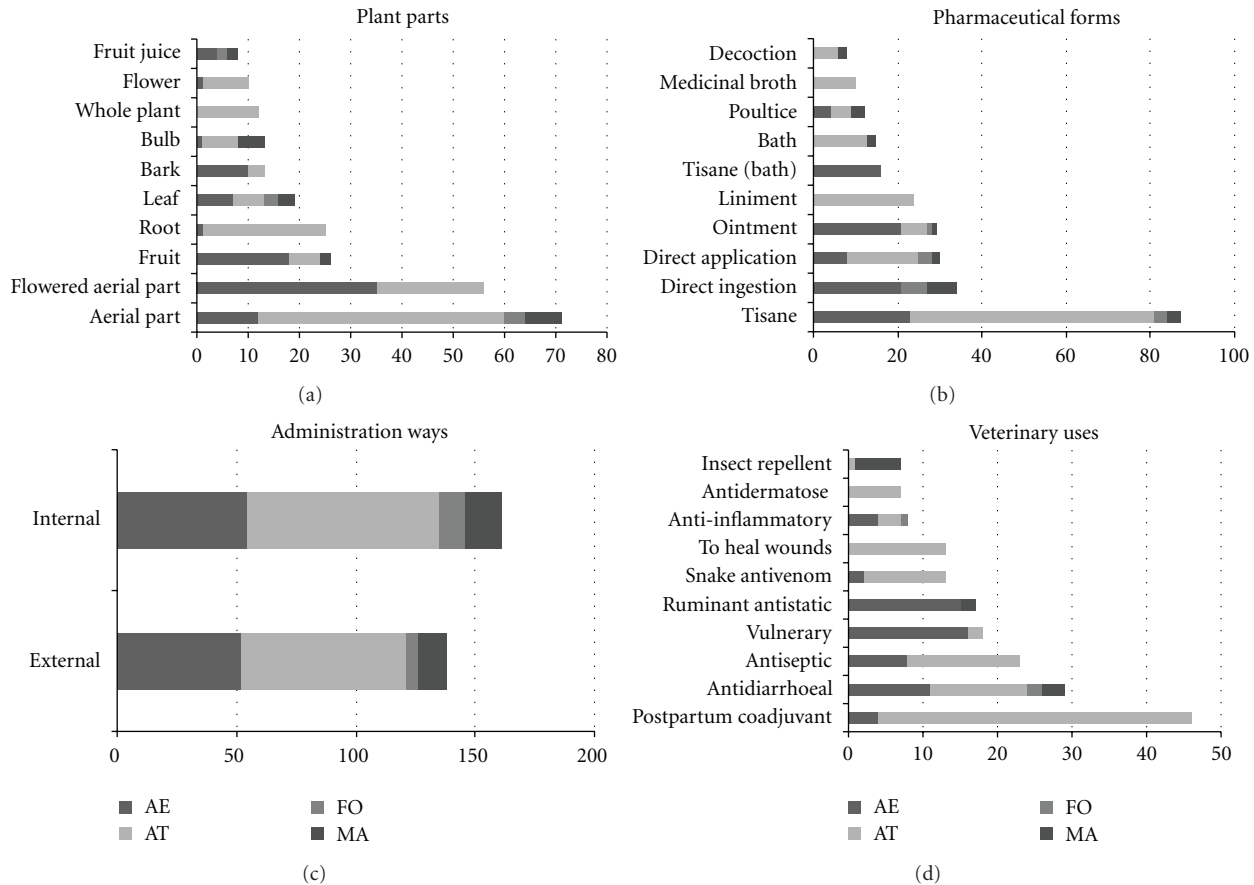 Plant parts
Fruit juice
Flower
Whole plant
Bulb
Bark
Leaf
Root
Fruit
Flowered aerial part
Aerial part
0 10 20 30 40 50 60 70 80
(a)
Pharmaceutical forms
Decoction
Medicinal broth
Poultice
Bath
Tisane (bath)
Liniment
Ointment
Direct application
Direct ingestion
Tisane
0 20 40 60 80 100
(b)
Administration ways
Internal
External
0 50 100 150 200
AE FO
AT MA
(c)
Veterinary uses
Insect repellent
Antidermatose
Anti-inflammatory
To heal wounds
Snake antivenom
Ruminant antistatic
Vulnerary
Antiseptic
Antidiarrhoeal
Postpartum coadjuvant
0 10 20 30 40 50
AE FO
AT MA
(d)